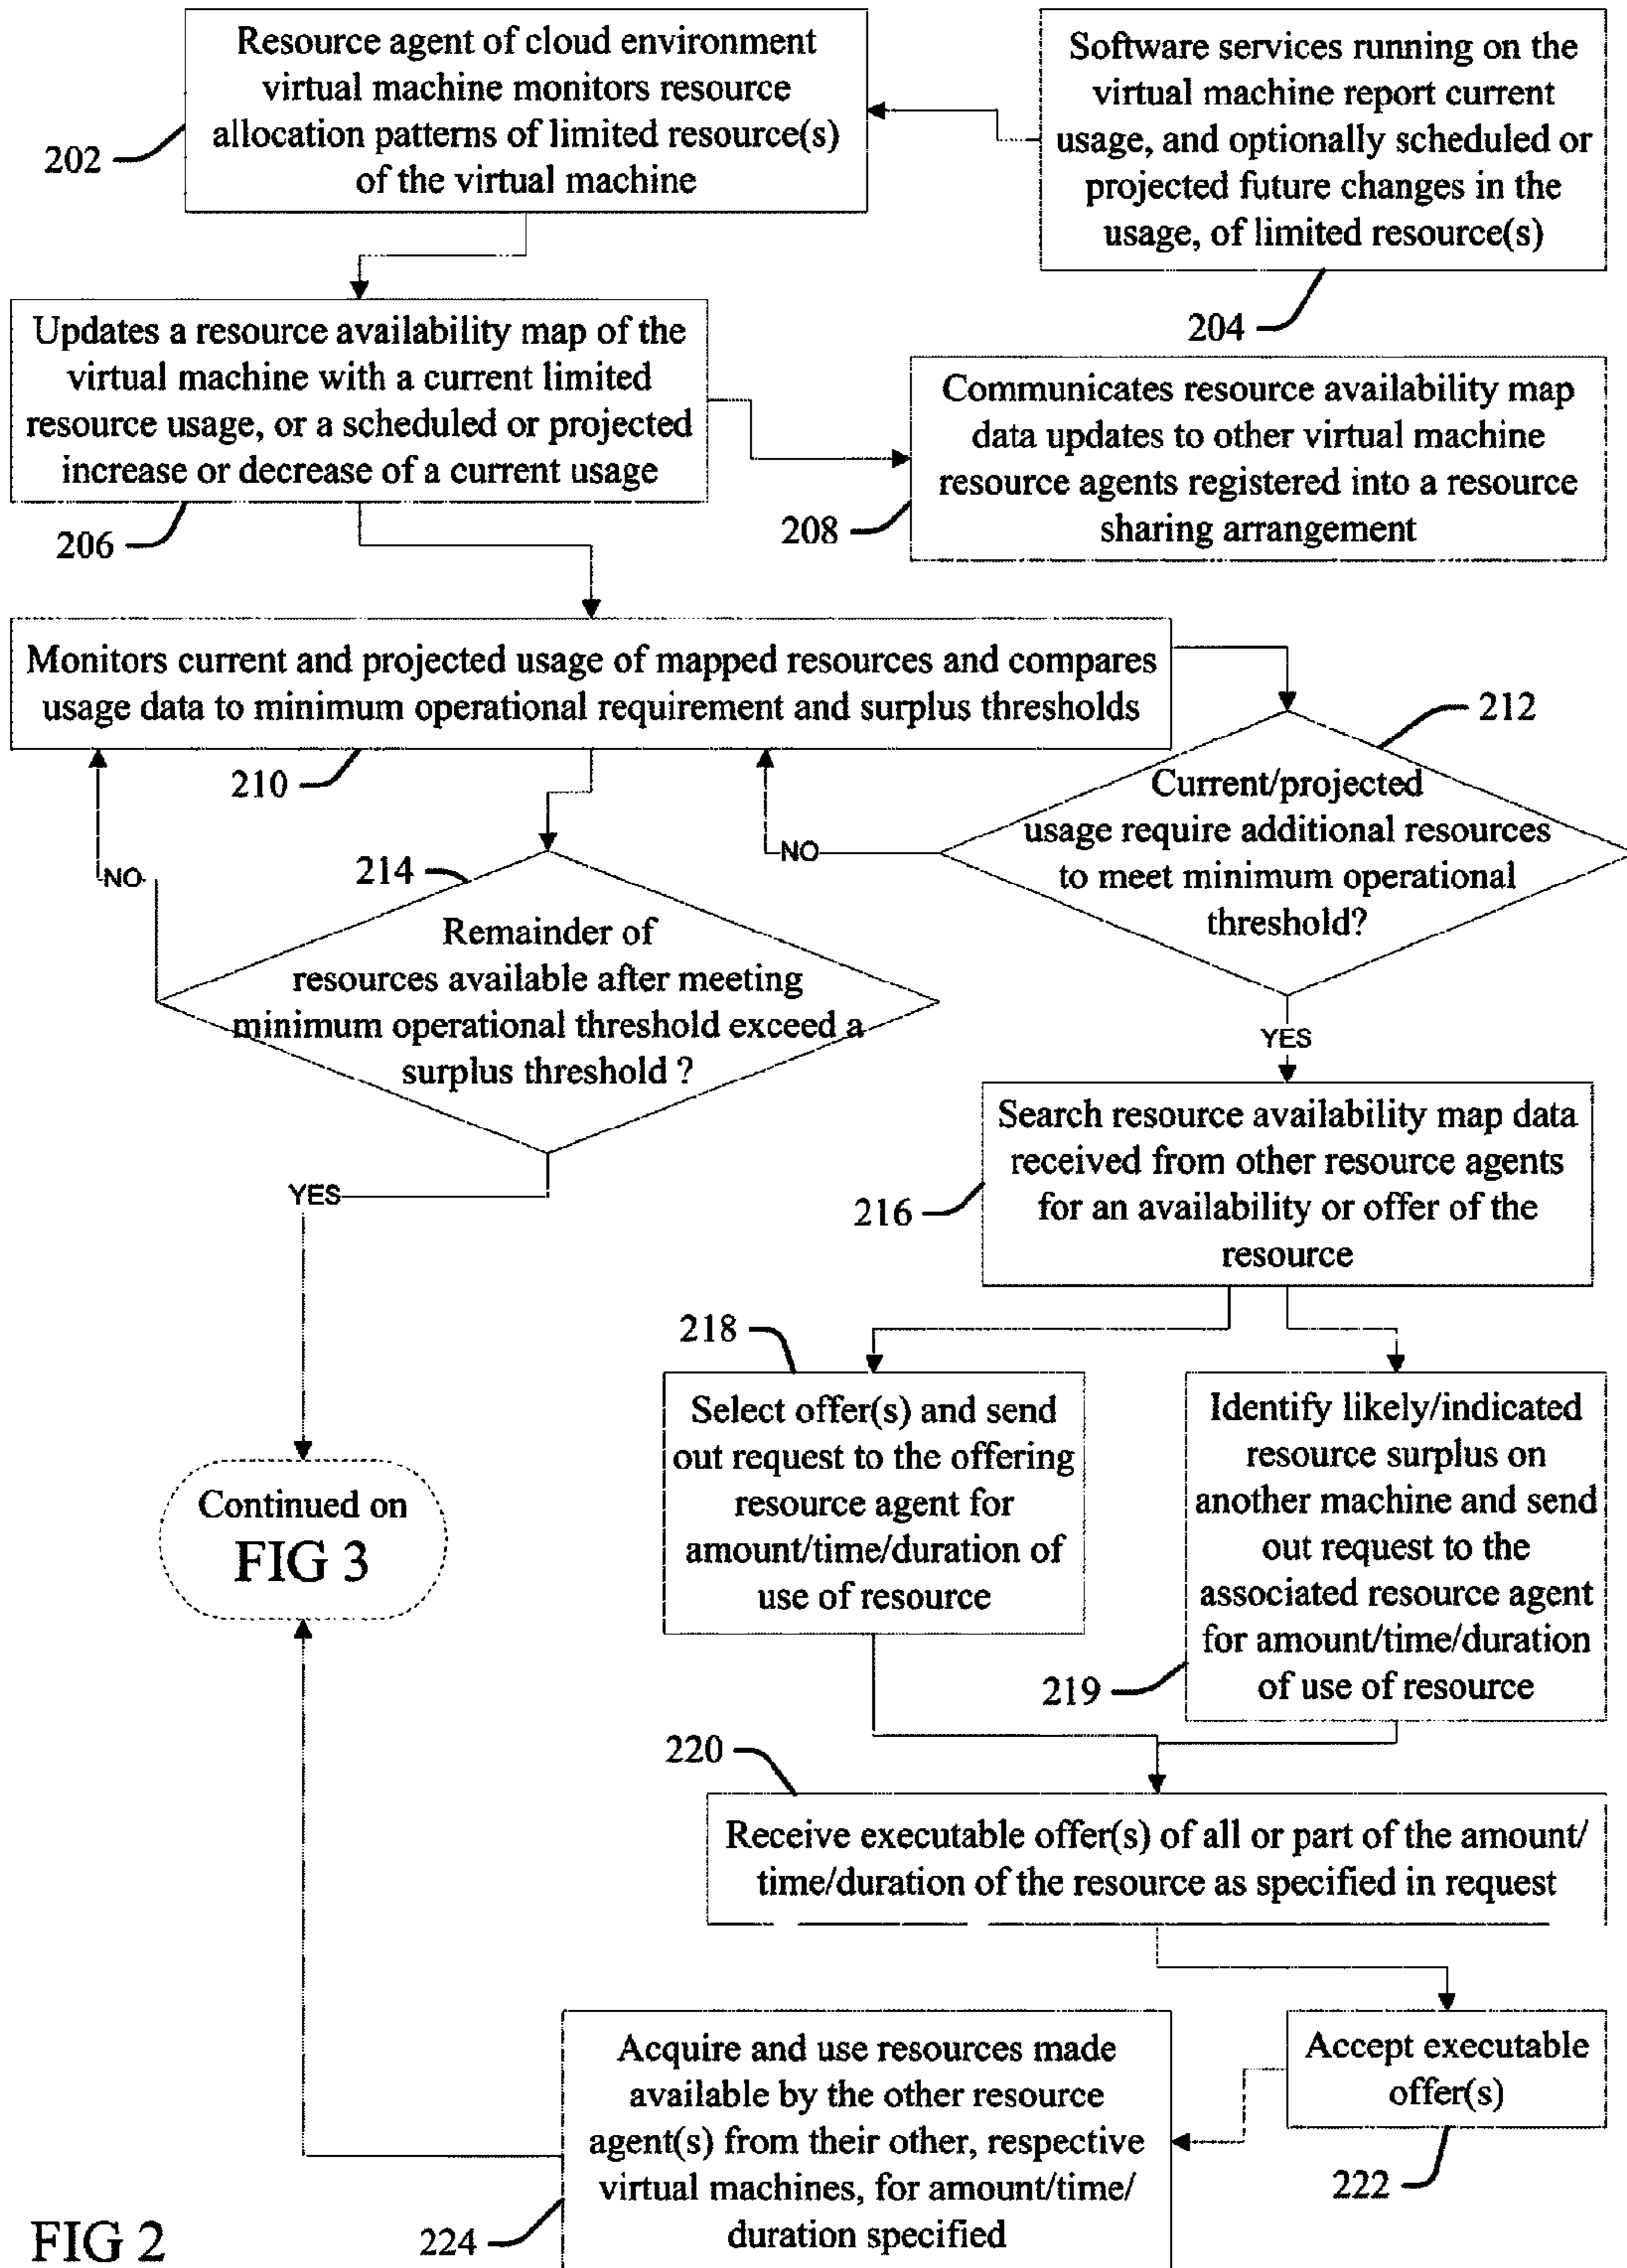 Resource agent of cloud environment
virtual machine monitors resource
allocation patterns of limited resource(s)
of the virtual machine
202
Software services running on the
virtual machine report current
usage, and optionally scheduled or
projected future changes in the
usage, of limited resource(s)
204
Updates a resource availability map of the
virtual machine with a current limited
resource usage, or a scheduled or projected
increase or decrease of a current usage
206
Communicates resource availability map
data updates to other virtual machine
resource agents registered into a resource
sharing arrangement
208
Monitors current and projected usage of mapped resources and compares
usage data to minimum operational requirement and surplus thresholds
210
212
Current/projected
usage require additional resources
to meet minimum operational
threshold?
NO
YES
214
Remainder of
resources available after meeting
minimum operational threshold exceed a
surplus threshold ?
NO
YES
Search resource availability map data
received from other resource agents
for an availability or offer of the
resource
216
218
Select offer(s) and send
out request to the offering
resource agent for
amount/time/duration of
use of resource
Identify likely/indicated
resource surplus on
another machine and send
out request to the
associated resource agent
for amount/time/duration
of use of resource
219
Continued on
FIG 3
220
Receive executable offer(s) of all or part of the amount/
time/duration of the resource as specified in request
Accept executable
offer(s)
222
Acquire and use resources made
available by the other resource
agent(s) from their other, respective
virtual machines, for amount/time/
duration specified
224
FIG 2